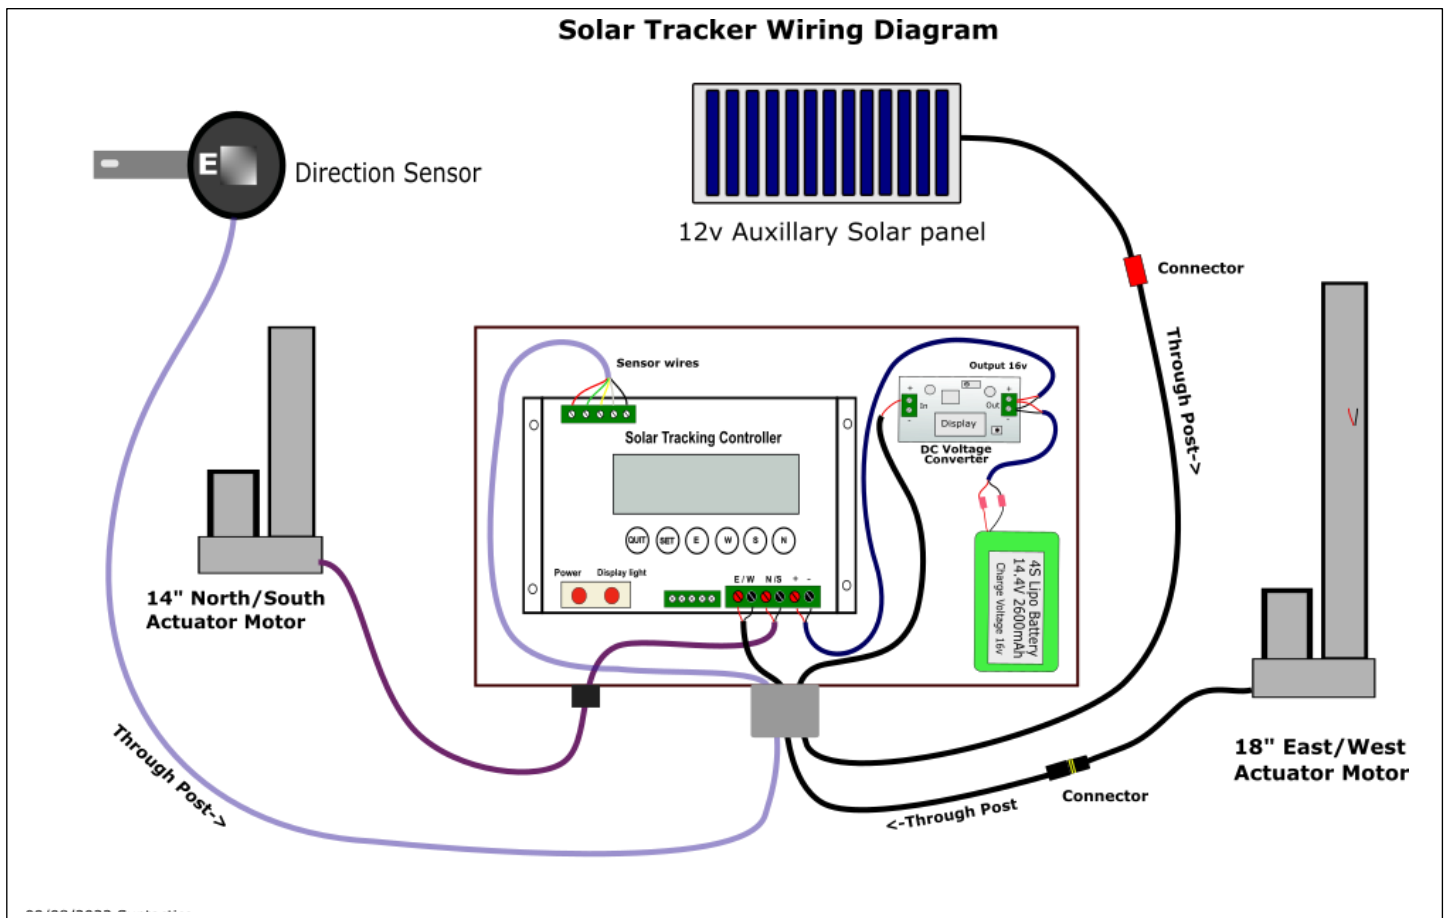 Solar Tracker Wiring Diagram
E
Direction Sensor
12v Auxillary Solar panel
Connector
Through Post->
Sensor wires
Output 16v
+
+
In
Out
-
-
Display
DC Voltage
Converter
Solar Tracking Controller
QUIT
SET
E
W
S
N
Power
Display light
E / W
N /S
+
-
4S Lipo Battery
14.4V 2600mAh
Charge Voltage 16v
14" North/South
Actuator Motor
18" East/West
Actuator Motor
Through Post->
<-Through Post
Connector